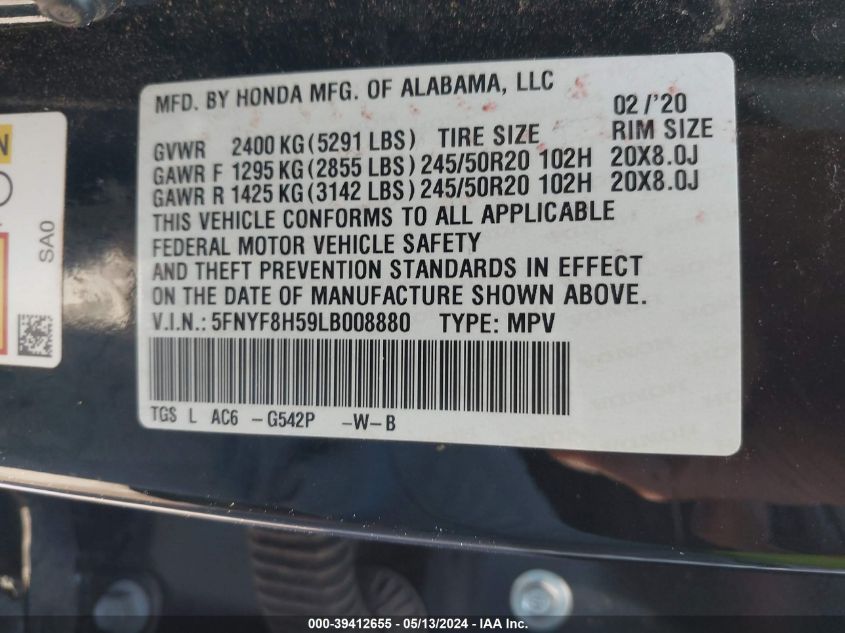 MFD. BY HONDA MFG. OF ALABAMA, LLC
02 /'20
GVWR 2400 KG (5291 LBS) TIRE SIZE RIM SIZE
GAWR F 1295 KG (2855 LBS) 245/50R20 102H 20X8.0J
GAWR R 1425 KG (3142 LBS) 245/50R20 102H 20X8.0J
THIS VEHICLE CONFORMS TO ALL APPLICABLE
FEDERAL MOTOR VEHICLE SAFETY
AND THEFT PREVENTION STANDARDS IN EFFECT
ON THE DATE OF MANUFACTURE SHOWN ABOVE.
V.I.N.: 5FNYF8H59LB008880 TYPE: MPV
TGS L AC6 -G542P -W-B
SA0
000-39412655 - 05/13/2024 - IAA Inc.